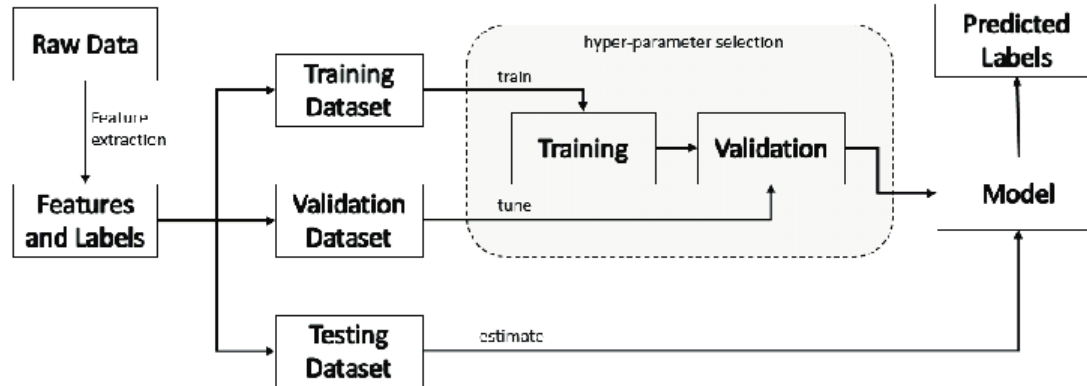 Raw Data
Feature
extraction
Features
and Labels
Training
Dataset
Validation
Dataset
Testing
Dataset
hyper-parameter selection
train
Training
Validation
tune
estimate
Predicted
Labels
Model